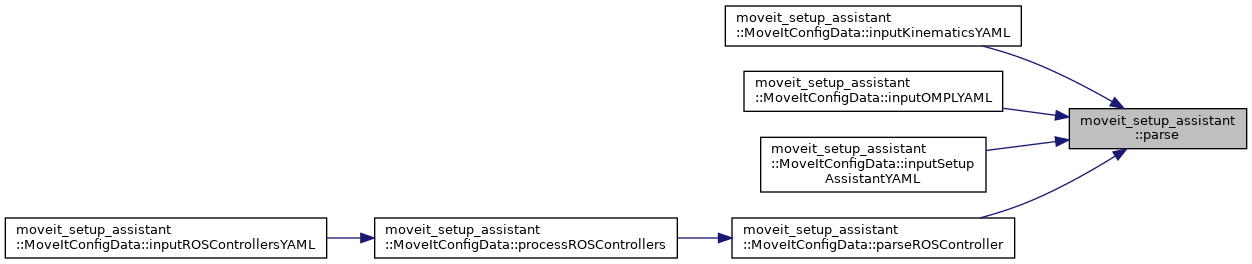 moveit_setup_assistant
::MoveItConfigData::inputKinematicsYAML
moveit_setup_assistant
::MoveItConfigData::inputOMPLYAML
moveit_setup_assistant
::parse
moveit_setup_assistant
::MoveItConfigData::inputSetup
AssistantYAML
moveit_setup_assistant
::MoveItConfigData::inputROSControllersYAML
moveit_setup_assistant
::MoveItConfigData::processROSControllers
moveit_setup_assistant
::MoveItConfigData::parseROSController